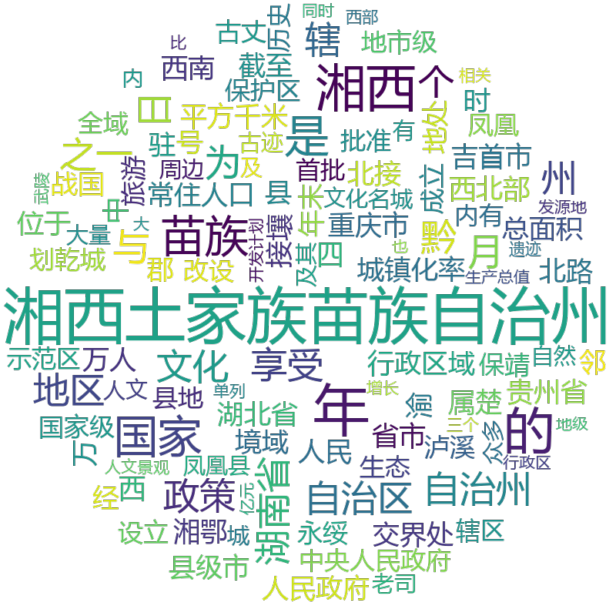 同时
西部
历史
古丈
辖
地市级
比
西南
截至
内
保护区
湘西
个
相关
时
日
平方千米
是
地处
凤凰
全域
驻
号
古迹
批准
有
之一
为
及
首批
北接
吉首市
武陵
战国
旅游
周边
成立
西北部
州
常住人口
县
年末
文化名城
发源地
位于
中
苗族
重庆市
内有
总面积
大量
大
与
接壤
及其
四
黔
月
也
遗迹
划乾城
郡
改设
开发计划
城镇化率
生产总值
北路
湘西土家族苗族自治州
示范区
万人
文化
享受
行政区域
保靖
自然
邻
地区
人文
单列
年
增长
县地
湖北省
渝
属楚
贵州省
国家级
万
国家
境域
人民
省市
泸溪
众多
三个
的
地级
人文景观
凤凰县
湖南省
生态
行政区
经
西
政策
亿元
自治区
自治州
设立
湘鄂
城
永绥
交界处
辖区
县级市
中央人民政府
人民政府
老司